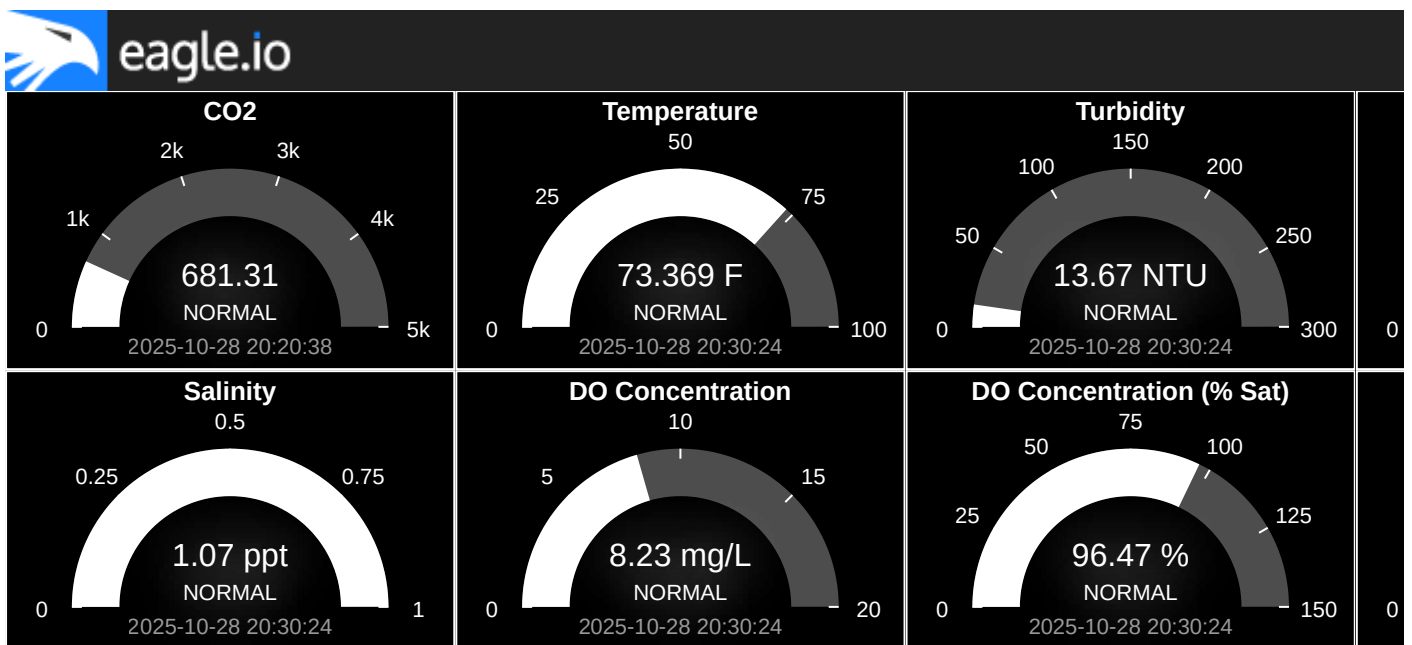 eagle.io
CO2
2k
3k
1k
4k
681.31
NORMAL
0
5k
2025-10-28 20:20:38
Temperature
50
25
75
73.369 F
NORMAL
0
100
2025-10-28 20:30:24
Turbidity
150
100
200
50
250
13.67 NTU
NORMAL
0
300
2025-10-28 20:30:24
0
Salinity
0.5
0.25
0.75
1.07 ppt
NORMAL
0
1
2025-10-28 20:30:24
DO Concentration
10
5
15
8.23 mg/L
NORMAL
0
20
2025-10-28 20:30:24
DO Concentration (% Sat)
75
50
100
25
125
96.47 %
NORMAL
0
150
2025-10-28 20:30:24
0